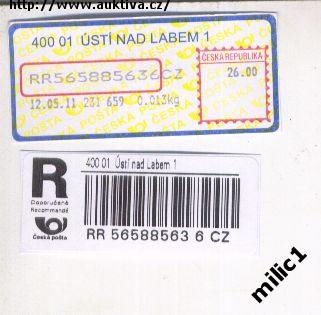 http://www.auktiva.cz/
400 01 ÚSTÍ NAD LABEM 1
ČESKÁ REPUBLIKA
RR565885636CZ
26.00
12.05.11 231 659 0.013kg
R
400 01 Ústí nad Labem 1
Doporučeně
Recommandé
Česká pošta
RR 56588563 6 CZ
milic1